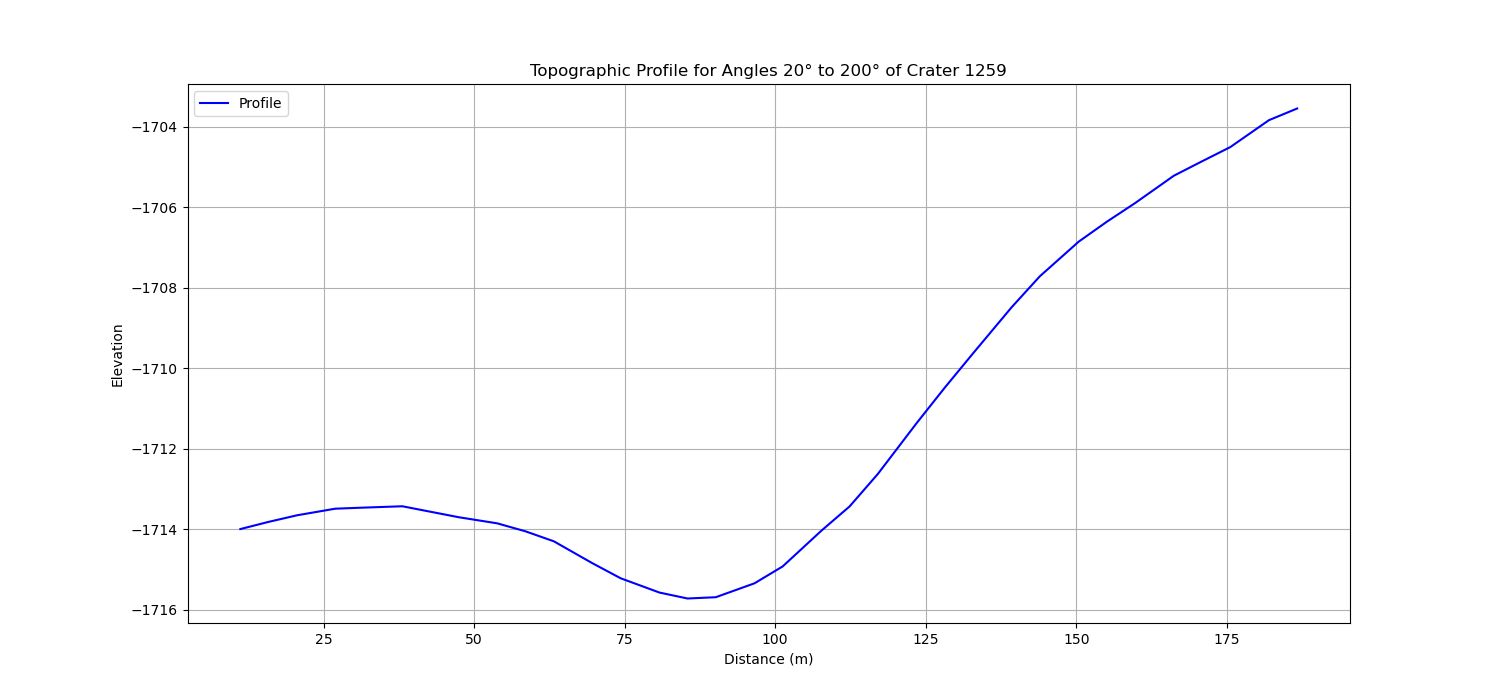 Topographic Profile for Angles 20° to 200° of Crater 1259
Profile
−1704
−1706
−1708
−1710
−1712
−1714
−1716
Elevation
25 50 75 100 125 150 175
Distance (m)